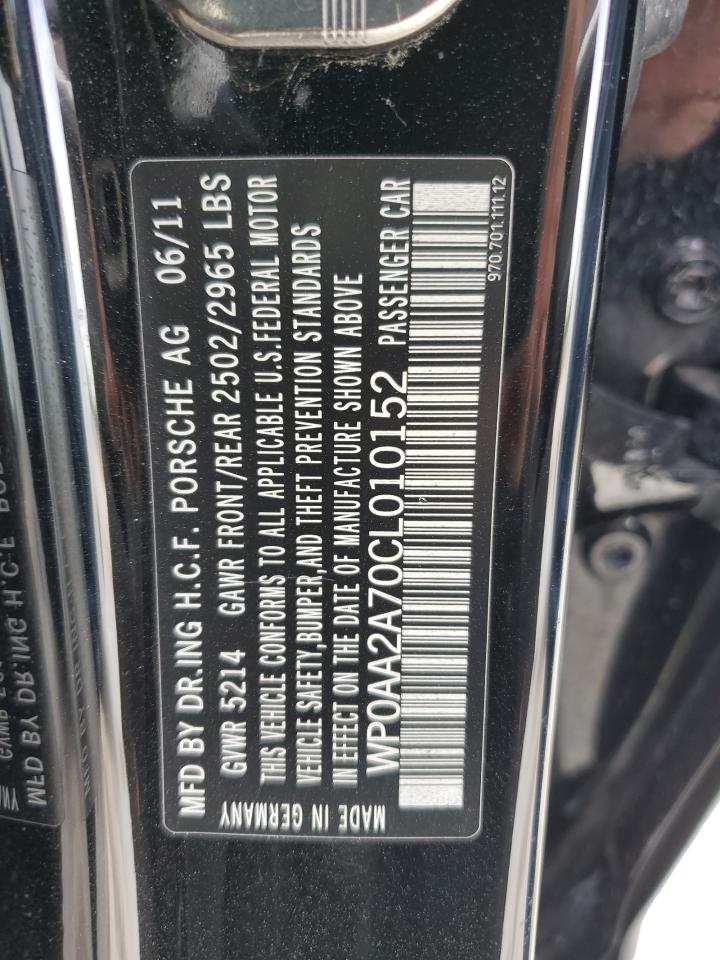 MFD BY DR.ING H.C.F. PORSCHE AG 06/11
GVWR 5214 GAWR FRONT/REAR 2502/2965 LBS
THIS VEHICLE CONFORMS TO ALL APPLICABLE U.S.FEDERAL MOTOR
VEHICLE SAFETY,BUMPER,AND THEFT PREVENTION STANDARDS
IN EFFECT ON THE DATE OF MANUFACTURE SHOWN ABOVE
WP0AA2A70CL010152 PASSENGER CAR
970.701.111.12
MADE IN GERMANY
MFD BY DR.ING H.C.F